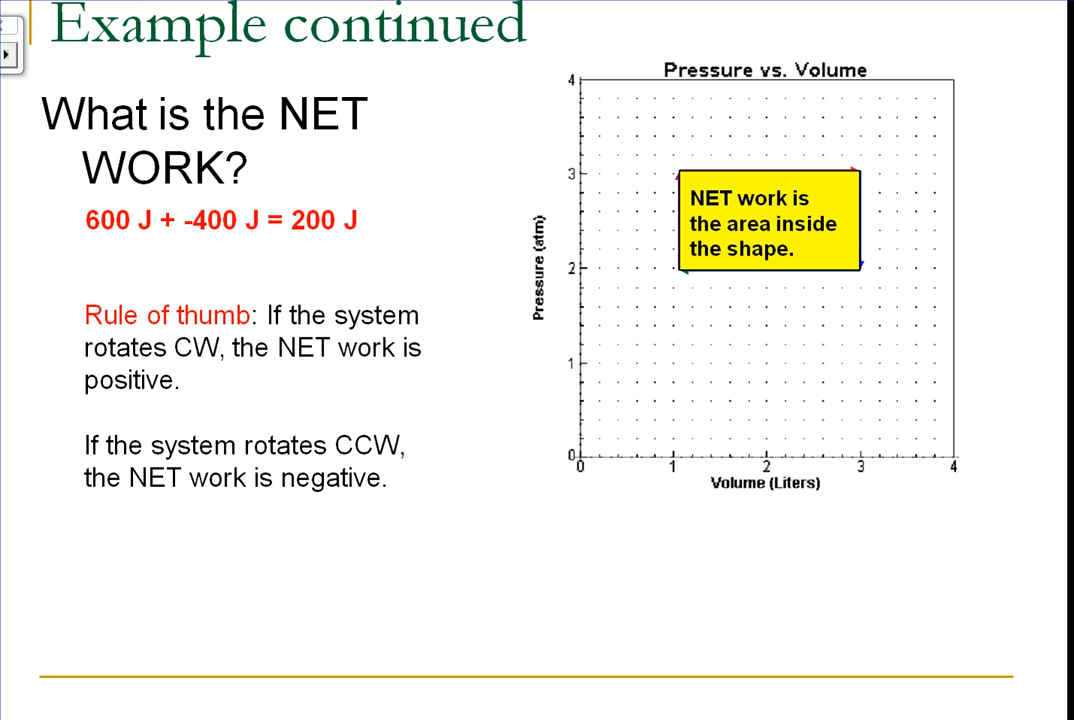 Example continued
What is the NET
WORK?
600 J + -400 J = 200 J
Rule of thumb: If the system
rotates CW, the NET work is
positive.
If the system rotates CCW,
the NET work is negative.
Pressure vs. Volume
4
3
2
1
0
Pressure (atm)
NET work is
the area inside
the shape.
0 1 2 3 4
Volume (Liters)